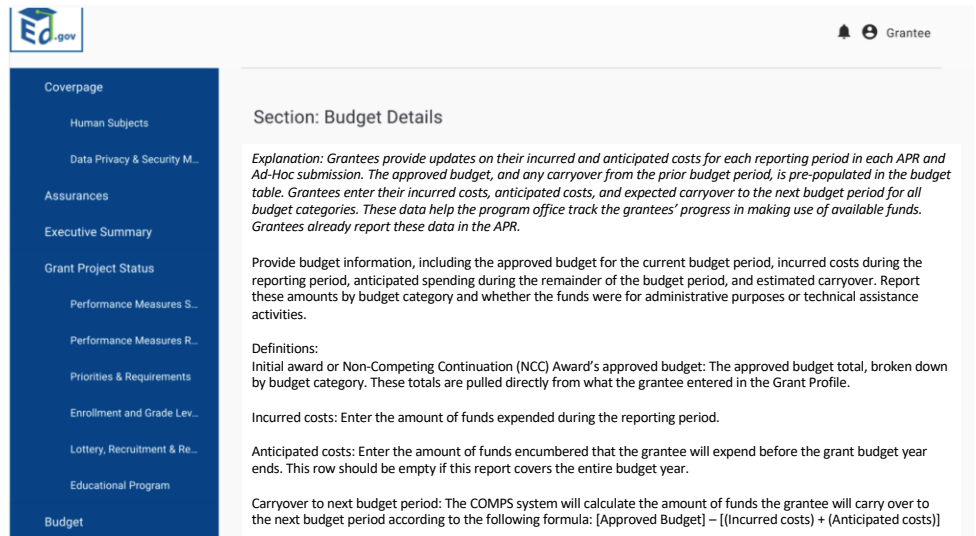 Ed.gov
Grantee
Coverpage
Human Subjects
Data Privacy & Security M...
Assurances
Executive Summary
Grant Project Status
Performance Measures S...
Performance Measures R...
Priorities & Requirements
Enrollment and Grade Lev...
Lottery, Recruitment & Re...
Educational Program
Budget
Section: Budget Details
Explanation: Grantees provide updates on their incurred and anticipated costs for each reporting period in each APR and
Ad-Hoc submission. The approved budget, and any carryover from the prior budget period, is pre-populated in the budget
table. Grantees enter their incurred costs, anticipated costs, and expected carryover to the next budget period for all
budget categories. These data help the program office track the grantees’ progress in making use of available funds.
Grantees already report these data in the APR.
Provide budget information, including the approved budget for the current budget period, incurred costs during the
reporting period, anticipated spending during the remainder of the budget period, and estimated carryover. Report
these amounts by budget category and whether the funds were for administrative purposes or technical assistance
activities.
Definitions:
Initial award or Non-Competing Continuation (NCC) Award’s approved budget: The approved budget total, broken down
by budget category. These totals are pulled directly from what the grantee entered in the Grant Profile.
Incurred costs: Enter the amount of funds expended during the reporting period.
Anticipated costs: Enter the amount of funds encumbered that the grantee will expend before the grant budget year
ends. This row should be empty if this report covers the entire budget year.
Carryover to next budget period: The COMPS system will calculate the amount of funds the grantee will carry over to
the next budget period according to the following formula: [Approved Budget] – [(Incurred costs) + (Anticipated costs)]